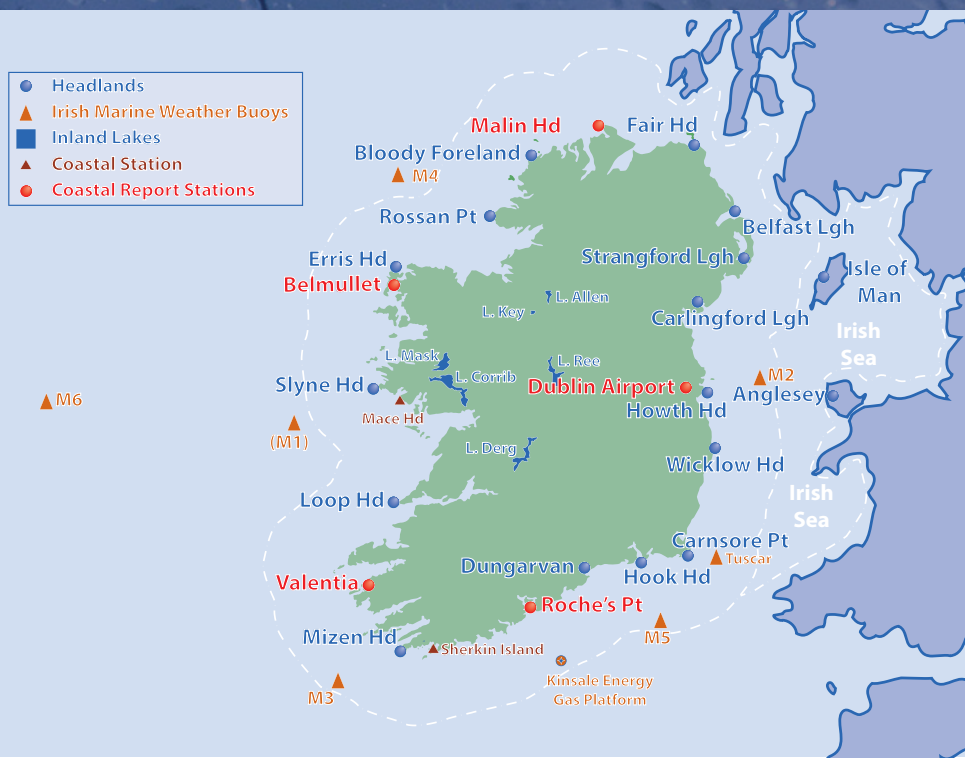 Headlands
Irish Marine Weather Buoys
Inland Lakes
Coastal Station
Coastal Report Stations
Malin Hd
Fair Hd
Bloody Foreland
M4
Rossan Pt
Belfast Lgh
Erris Hd
Strangford Lgh
Isle of
Man
Belmullet
L. Allen
L. Key
Carlingford Lgh
Irish
Sea
L. Mask
L. Ree
L. Corrib
M2
Slyne Hd
Dublin Airport
Anglesey
M6
Mace Hd
Howth Hd
(M1)
L. Derg
Wicklow Hd
Irish
Sea
Loop Hd
Carnsore Pt
Tuscar
Dungarvan
Hook Hd
Valentia
Roche's Pt
Mizen Hd
M5
Sherkin Island
Kinsale Energy
Gas Platform
M3